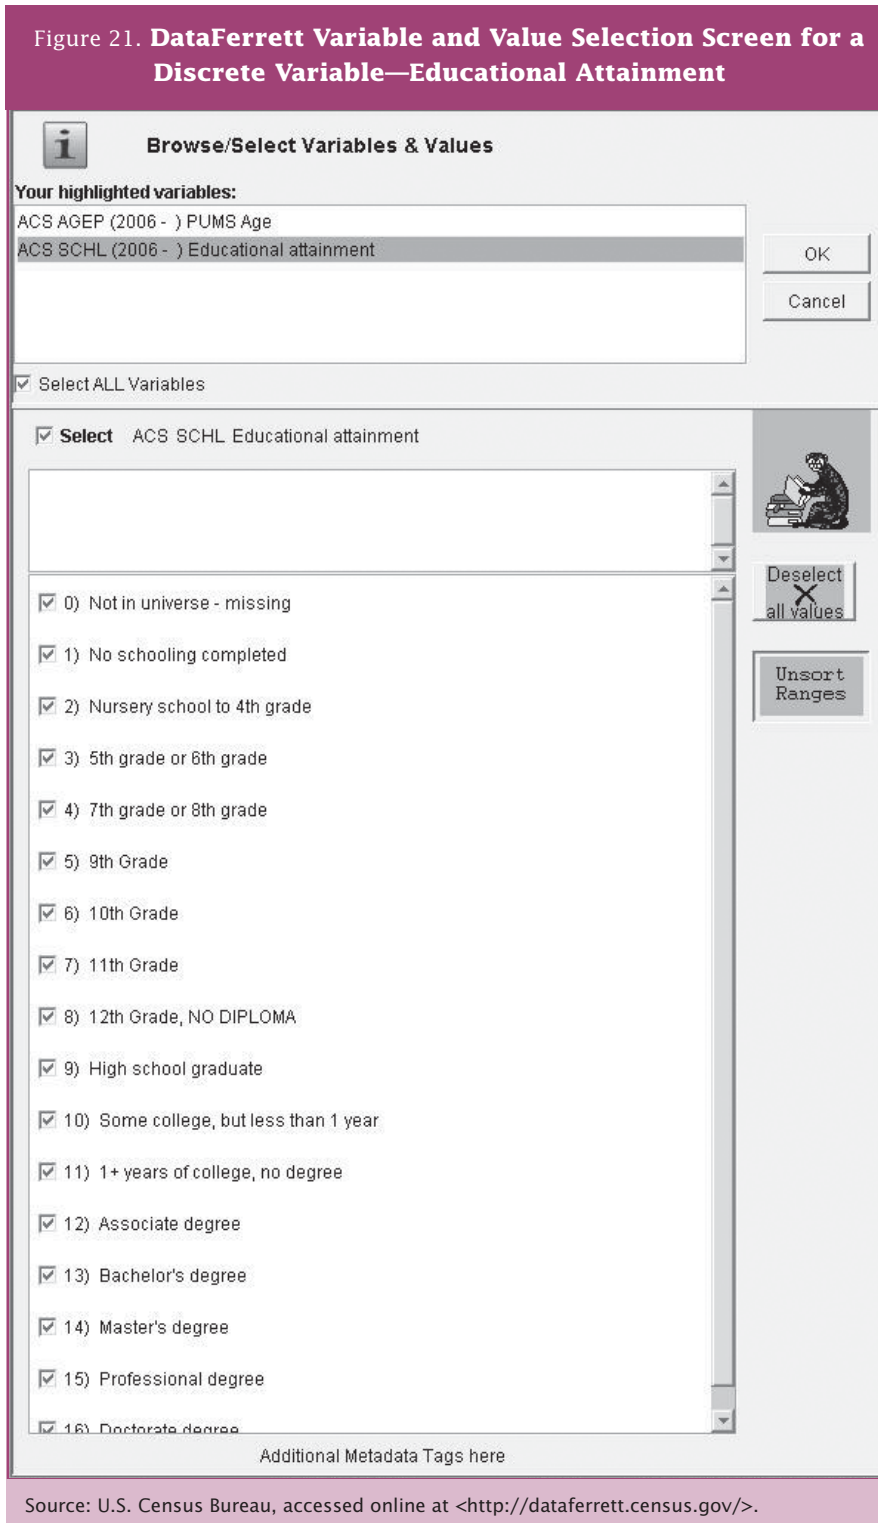 Figure 21. DataFerrett Variable and Value Selection Screen for a
Discrete Variable—Educational Attainment
Browse/Select Variables & Values
Your highlighted variables:
ACS AGEP (2006 - ) PUMS Age
ACS SCHL (2006 - ) Educational attainment
OK
Cancel
Select ALL Variables
Select ACS SCHL Educational attainment
Deselect
all values
Unsort
Ranges
0) Not in universe - missing
1) No schooling completed
2) Nursery school to 4th grade
3) 5th grade or 6th grade
4) 7th grade or 8th grade
5) 9th Grade
6) 10th Grade
7) 11th Grade
8) 12th Grade, NO DIPLOMA
9) High school graduate
10) Some college, but less than 1 year
11) 1+ years of college, no degree
12) Associate degree
13) Bachelor's degree
14) Master's degree
15) Professional degree
16) Doctorate degree
Additional Metadata Tags here
Source: U.S. Census Bureau, accessed online at <http://dataferrett.census.gov/>.